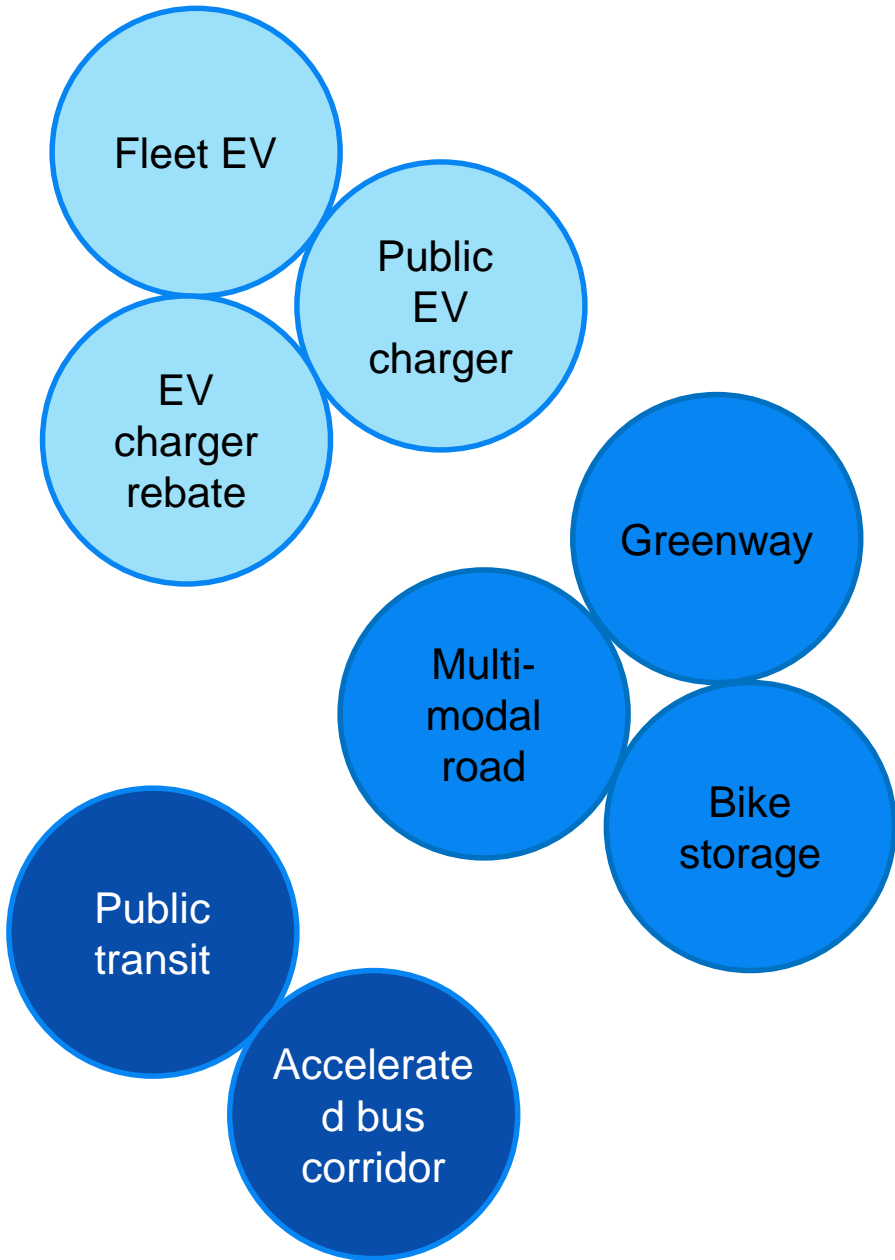 Fleet EV
Public
EV
charger
EV
charger
rebate
Greenway
Multi-
modal
road
Bike
storage
Public
transit
Accelerate
d bus
corridor